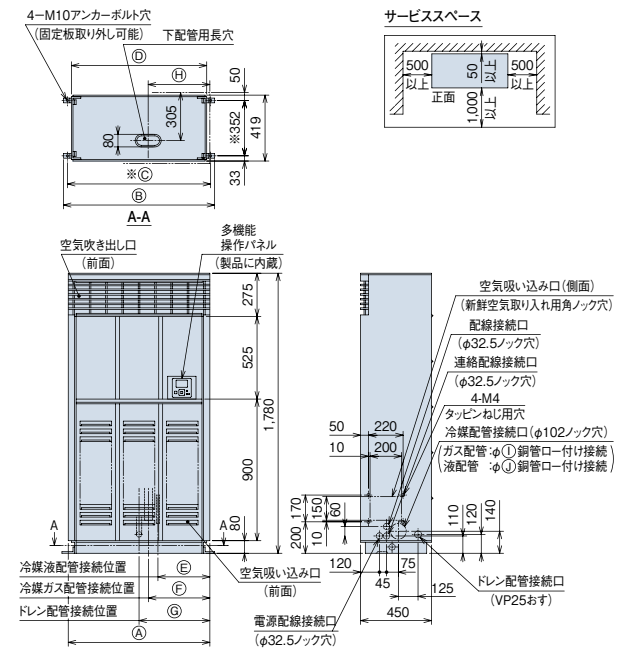 4−M10アンカーボルト穴
(固定板取り外し可能)
下配管用長穴
Ⓓ
Ⓗ
50
305
80
※352
419
33
※Ⓒ
Ⓑ
A-A
サービススペース
500
以上
50
以上
500
以上
正面
1,000
以上
空気吹き出し口
(前面)
多機能
操作パネル
(製品に内蔵)
275
525
1,780
900
80
A
A
冷媒液配管接続位置
Ⓔ
冷媒ガス配管接続位置
Ⓕ
ドレン配管接続位置
Ⓖ
Ⓐ
空気吸い込み口
(前面)
空気吸い込み口(側面)
(新鮮空気取り入れ用角ノック穴)
配線接続口
(φ32.5ノック穴)
連絡配線接続口
(φ32.5ノック穴)
4-M4
タッピンねじ用穴
冷媒配管接続口(φ102ノック穴)
(ガス配管:φⒾ銅管ロー付け接続)
(液配管 :φⒿ銅管ロー付け接続)
50
220
10
200
170
150
60
200
10
110
120
140
120
75
45
125
450
ドレン配管接続口
(VP25おす)
電源配線接続口
(φ32.5ノック穴)